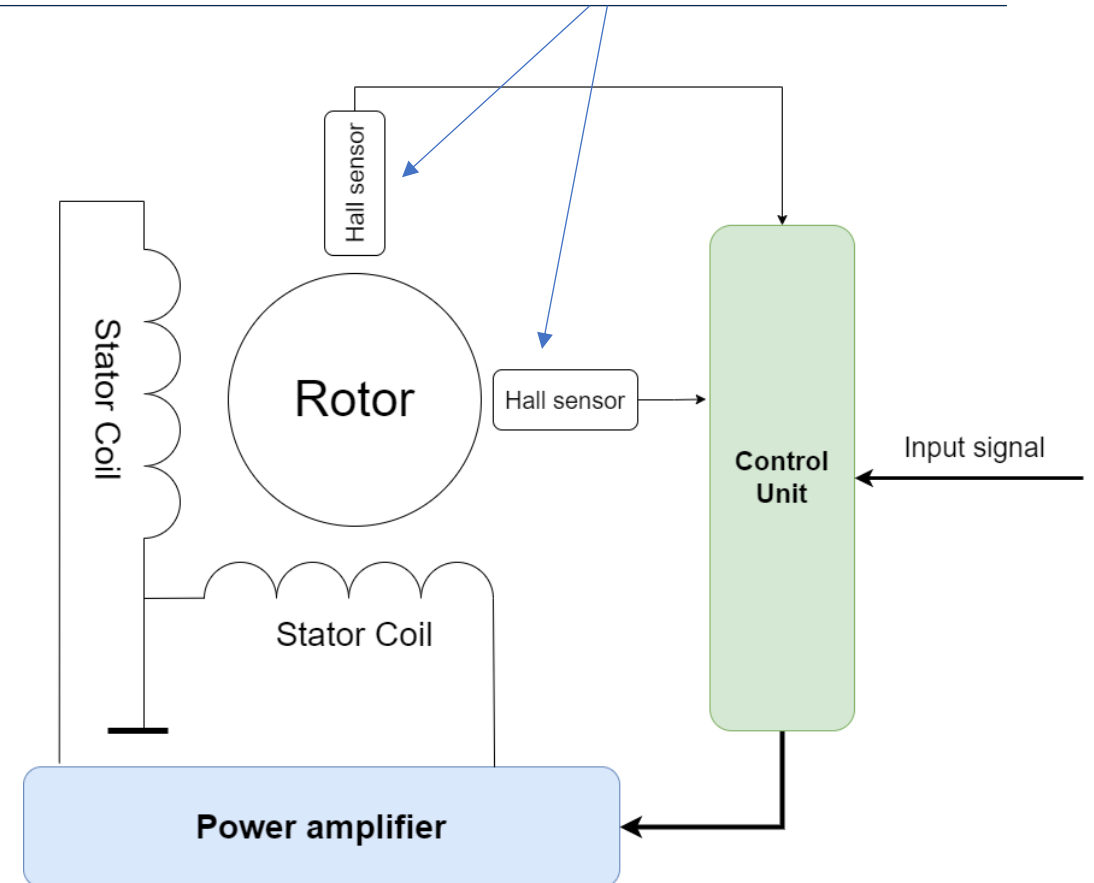 Hall sensor
Stator Coil
Rotor
Hall sensor
Input signal
Control
Unit
Stator Coil
Power amplifier